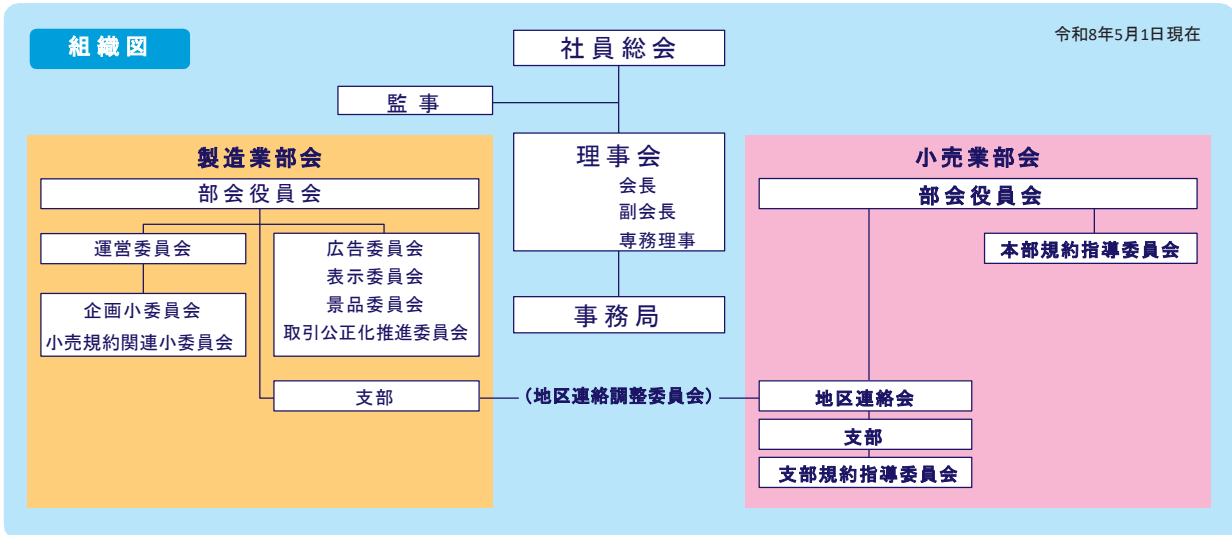 組織図
令和8年5月1日現在
社員総会
監事
理事会
会長
副会長
専務理事
事務局
製造業部会
部会役員会
運営委員会
企画小委員会
小売規約関連小委員会
広告委員会
表示委員会
景品委員会
取引公正化推進委員会
支部
（地区連絡調整委員会）
小売業部会
部会役員会
本部規約指導委員会
地区連絡会
支部
支部規約指導委員会